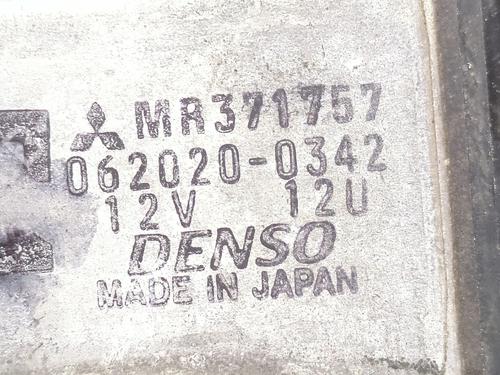 MR371757
062020-0342
12V 12U
DENSO
MADE IN JAPAN